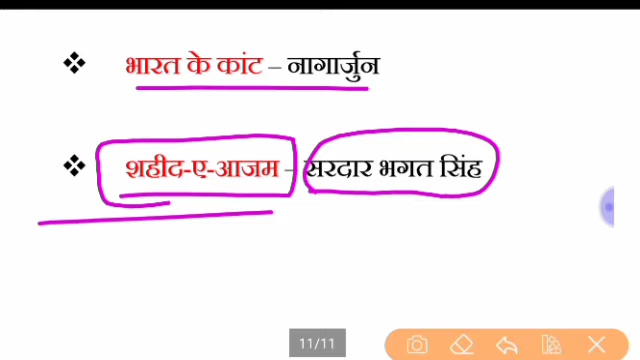 ❖ भारत के कांट – नागार्जुन
❖ शहीद-ए-आजम – सरदार भगत सिंह
11/11